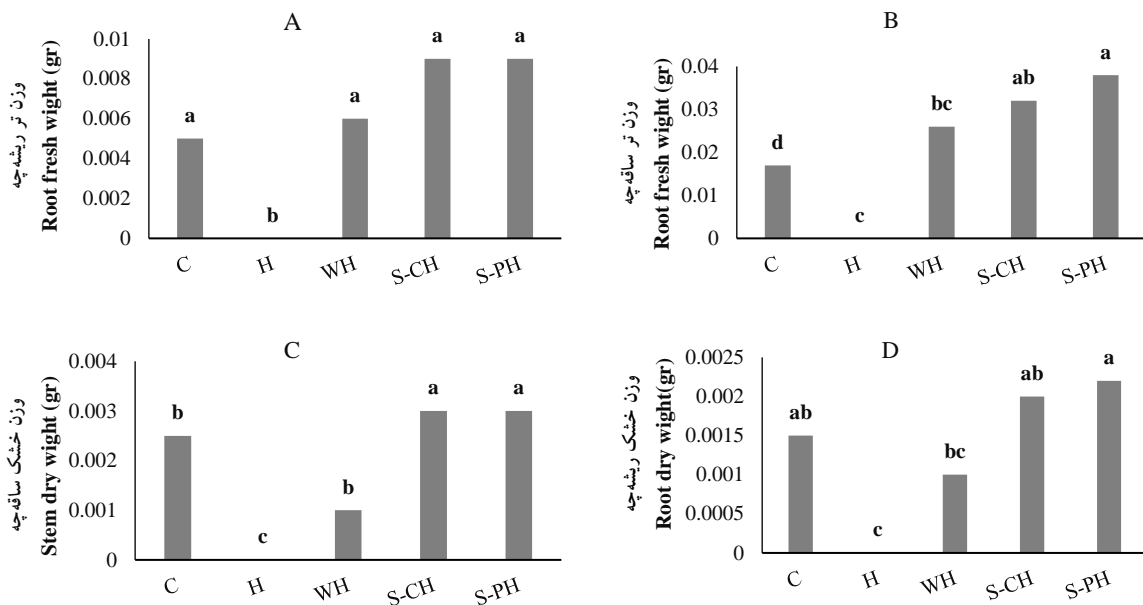 A
وزن تر ریشه‌چه
Root fresh wight (gr)
0.01
0.008
0.006
0.004
0.002
0
a
b
a
a
a
C
H
WH
S-CH
S-PH
B
وزن تر ساقه‌چه
Root fresh wight (gr)
0.04
0.03
0.02
0.01
0
d
c
bc
ab
a
C
H
WH
S-CH
S-PH
C
وزن خشک ساقه‌چه
Stem dry wight (gr)
0.004
0.003
0.002
0.001
0
b
c
b
a
a
C
H
WH
S-CH
S-PH
D
وزن خشک ریشه‌چه
Root dry wight(gr)
0.0025
0.002
0.0015
0.001
0.0005
0
ab
c
bc
ab
a
C
H
WH
S-CH
S-PH